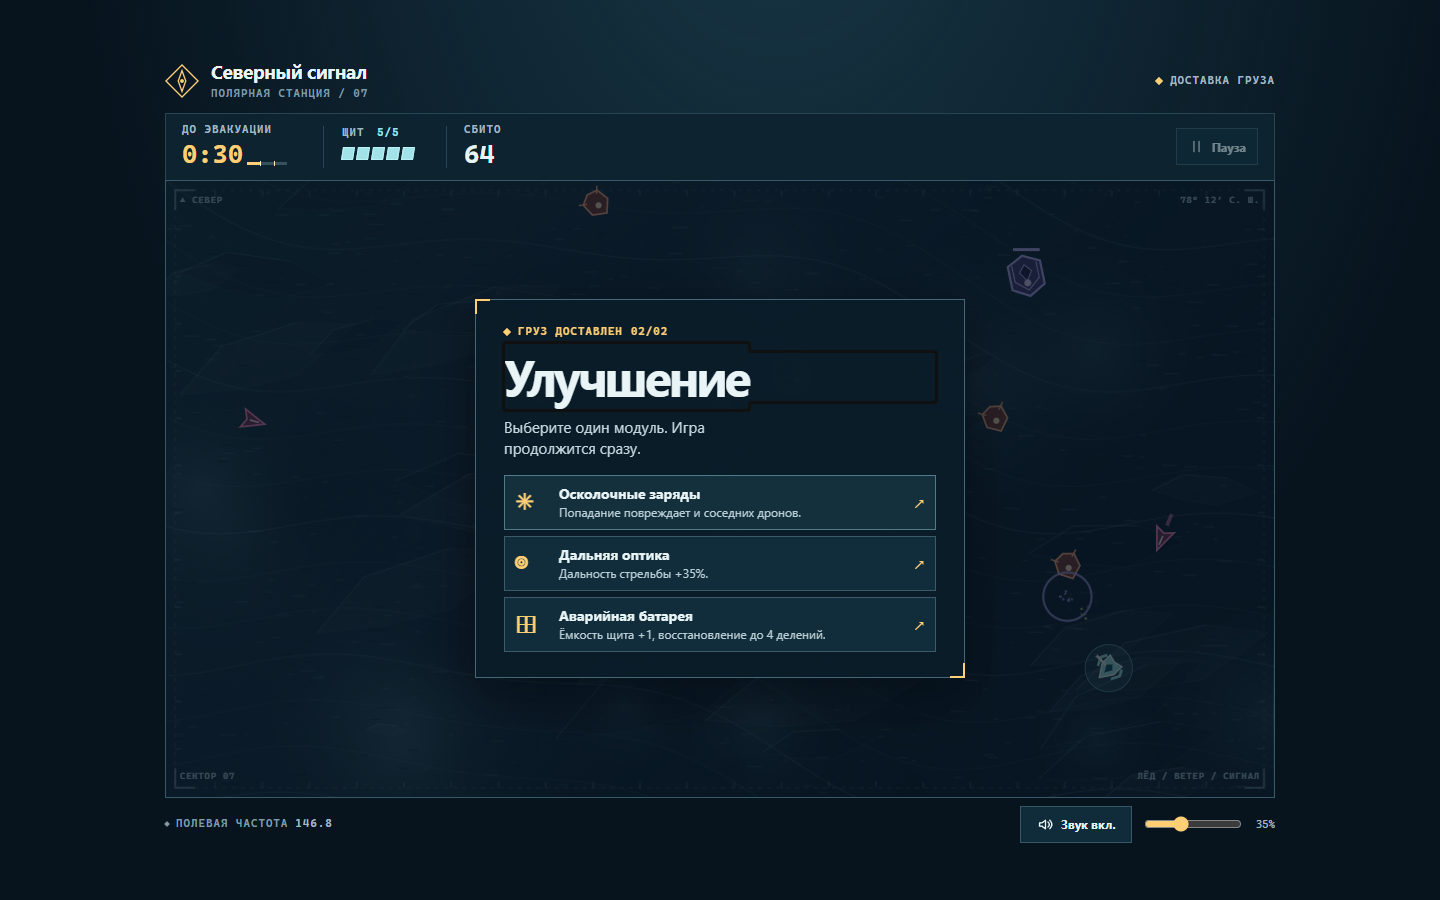 Северный сигнал
ПОЛЯРНАЯ СТАНЦИЯ / 07
ДОСТАВКА ГРУЗА
ДО ЭВАКУАЦИИ
0:30
ЩИТ 5/5
СБИТО
64
Пауза
СЕВЕР
78° 12′ С. Ш.
ГРУЗ ДОСТАВЛЕН 02/02
Улучшение
Выберите один модуль. Игра
продолжится сразу.
Осколочные заряды
Попадание повреждает и соседних дронов.
Дальняя оптика
Дальность стрельбы +35%.
Аварийная батарея
Ёмкость щита +1, восстановление до 4 делений.
СЕКТОР 07
ЛЁД / ВЕТЕР / СИГНАЛ
ПОЛЕВАЯ ЧАСТОТА 146.8
Звук вкл.
35%